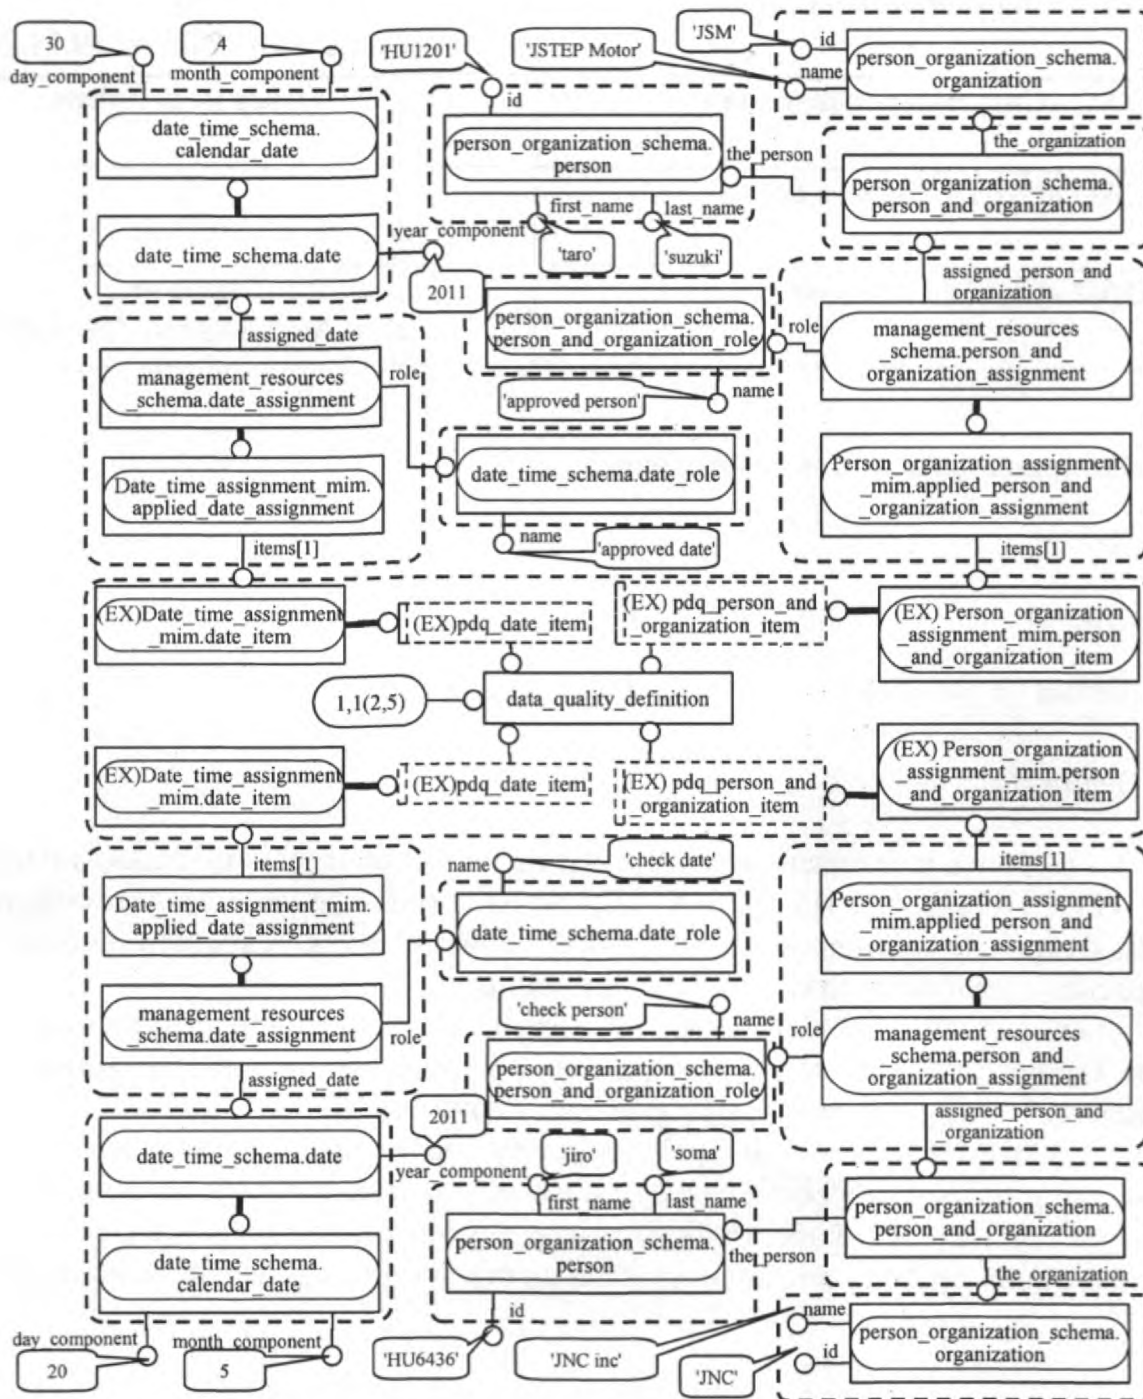 30
4
day_component
month_component
date_time_schema.
calendar_date
date_time_schema.date
year_component
2011
'HU1201'
id
person_organization_schema.
person
first_name
last_name
'taro'
'suzuki'
the_person
'JSTEP Motor'
'JSM'
id
name
person_organization_schema.
organization
the_organization
person_organization_schema.
person_and_organization
assigned_person_and
organization
assigned_date
management_resources
_schema.date_assignment
role
Date_time_assignment_mim.
applied_date_assignment
items[1]
person_organization_schema.
person_and_organization_role
role
name
'approved person'
date_time_schema.date_role
name
'approved date'
management_resources
_schema.person_and_
organization_assignment
Person_organization_assignment
_mim.applied_person_and
_organization_assignment
items[1]
(EX)Date_time_assignment
_mim.date_item
(EX)pdq_date_item
(EX) pdq_person_and
_organization_item
(EX) Person_organization
_assignment_mim.person
_and_organization_item
1,1(2,5)
data_quality_definition
(EX)Date_time_assignment
_mim.date_item
(EX)pdq_date_item
(EX) pdq_person_and
_organization_item
(EX) Person_organization
_assignment_mim.person
_and_organization_item
items[1]
Date_time_assignment_mim.
applied_date_assignment
management_resources
_schema.date_assignment
role
assigned_date
name
'check date'
date_time_schema.date_role
'check person'
name
person_organization_schema.
person_and_organization_role
role
items[1]
Person_organization_assignment
_mim.applied_person_and
_organization_assignment
management_resources
_schema.person_and_
organization_assignment
assigned_person_and
_organization
date_time_schema.date
2011
year_component
date_time_schema.
calendar_date
day_component
month_component
20
5
'jiro'
'soma'
first_name
last_name
person_organization_schema.
person
the_person
id
'HU6436'
person_organization_schema.
person_and_organization
the_organization
name
person_organization_schema.
organization
id
'JNC inc'
'JNC'